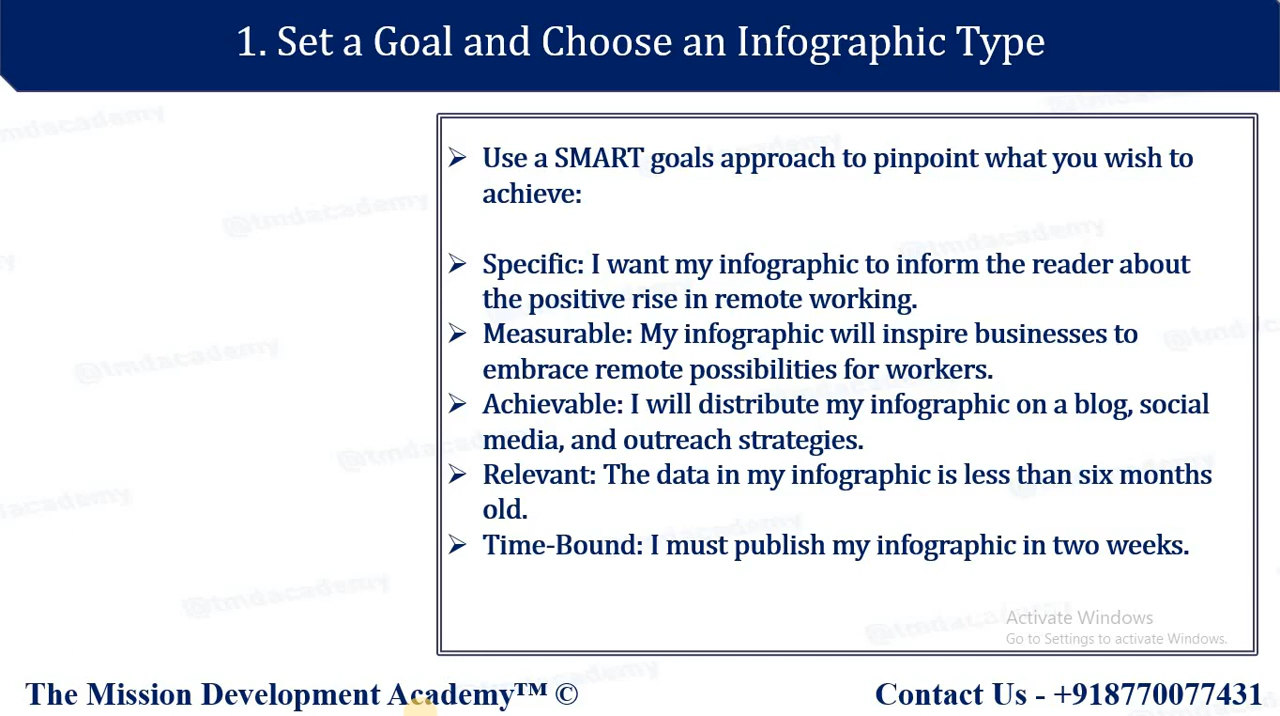 1. Set a Goal and Choose an Infographic Type
@tmdacademy
➢ Use a SMART goals approach to pinpoint what you wish to
achieve:
➢ Specific: I want my infographic to inform the reader about
the positive rise in remote working.
➢ Measurable: My infographic will inspire businesses to
embrace remote possibilities for workers.
➢ Achievable: I will distribute my infographic on a blog, social
media, and outreach strategies.
➢ Relevant: The data in my infographic is less than six months
old.
➢ Time-Bound: I must publish my infographic in two weeks.
Activate Windows
Go to Settings to activate Windows.
The Mission Development Academy™ ©
Contact Us - +918770077431